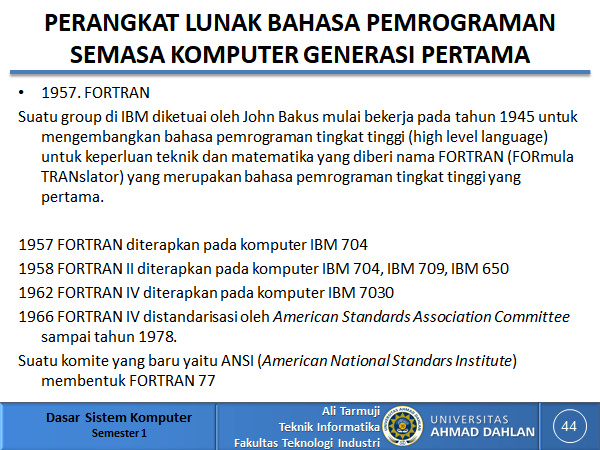 PERANGKAT LUNAK BAHASA PEMROGRAMAN
SEMASA KOMPUTER GENERASI PERTAMA
• 1957. FORTRAN
Suatu group di IBM diketuai oleh John Bakus mulai bekerja pada tahun 1945 untuk
mengembangkan bahasa pemrograman tingkat tinggi (high level language)
untuk keperluan teknik dan matematika yang diberi nama FORTRAN (FORmula
TRANslator) yang merupakan bahasa pemrograman tingkat tinggi yang
pertama.
1957 FORTRAN diterapkan pada komputer IBM 704
1958 FORTRAN II diterapkan pada komputer IBM 704, IBM 709, IBM 650
1962 FORTRAN IV diterapkan pada komputer IBM 7030
1966 FORTRAN IV distandarisasi oleh American Standards Association Committee
sampai tahun 1978.
Suatu komite yang baru yaitu ANSI (American National Standars Institute)
membentuk FORTRAN 77
Dasar Sistem Komputer
Semester 1
Ali Tarmuji
Teknik Informatika
Fakultas Teknologi Industri
UNIVERSITAS
AHMAD DAHLAN
44